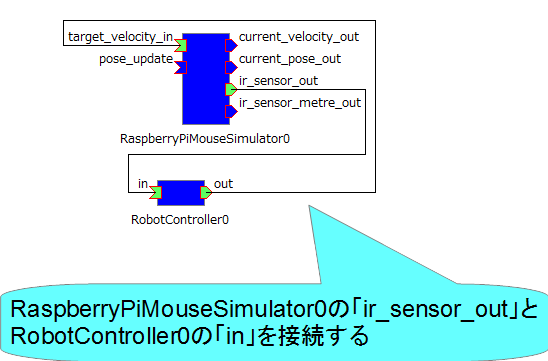 target_velocity_in
current_velocity_out
pose_update
current_pose_out
ir_sensor_out
ir_sensor_metre_out
RaspberryPiMouseSimulator0
in
out
RobotController0
RaspberryPiMouseSimulator0の「ir_sensor_out」と
RobotController0の「in」を接続する